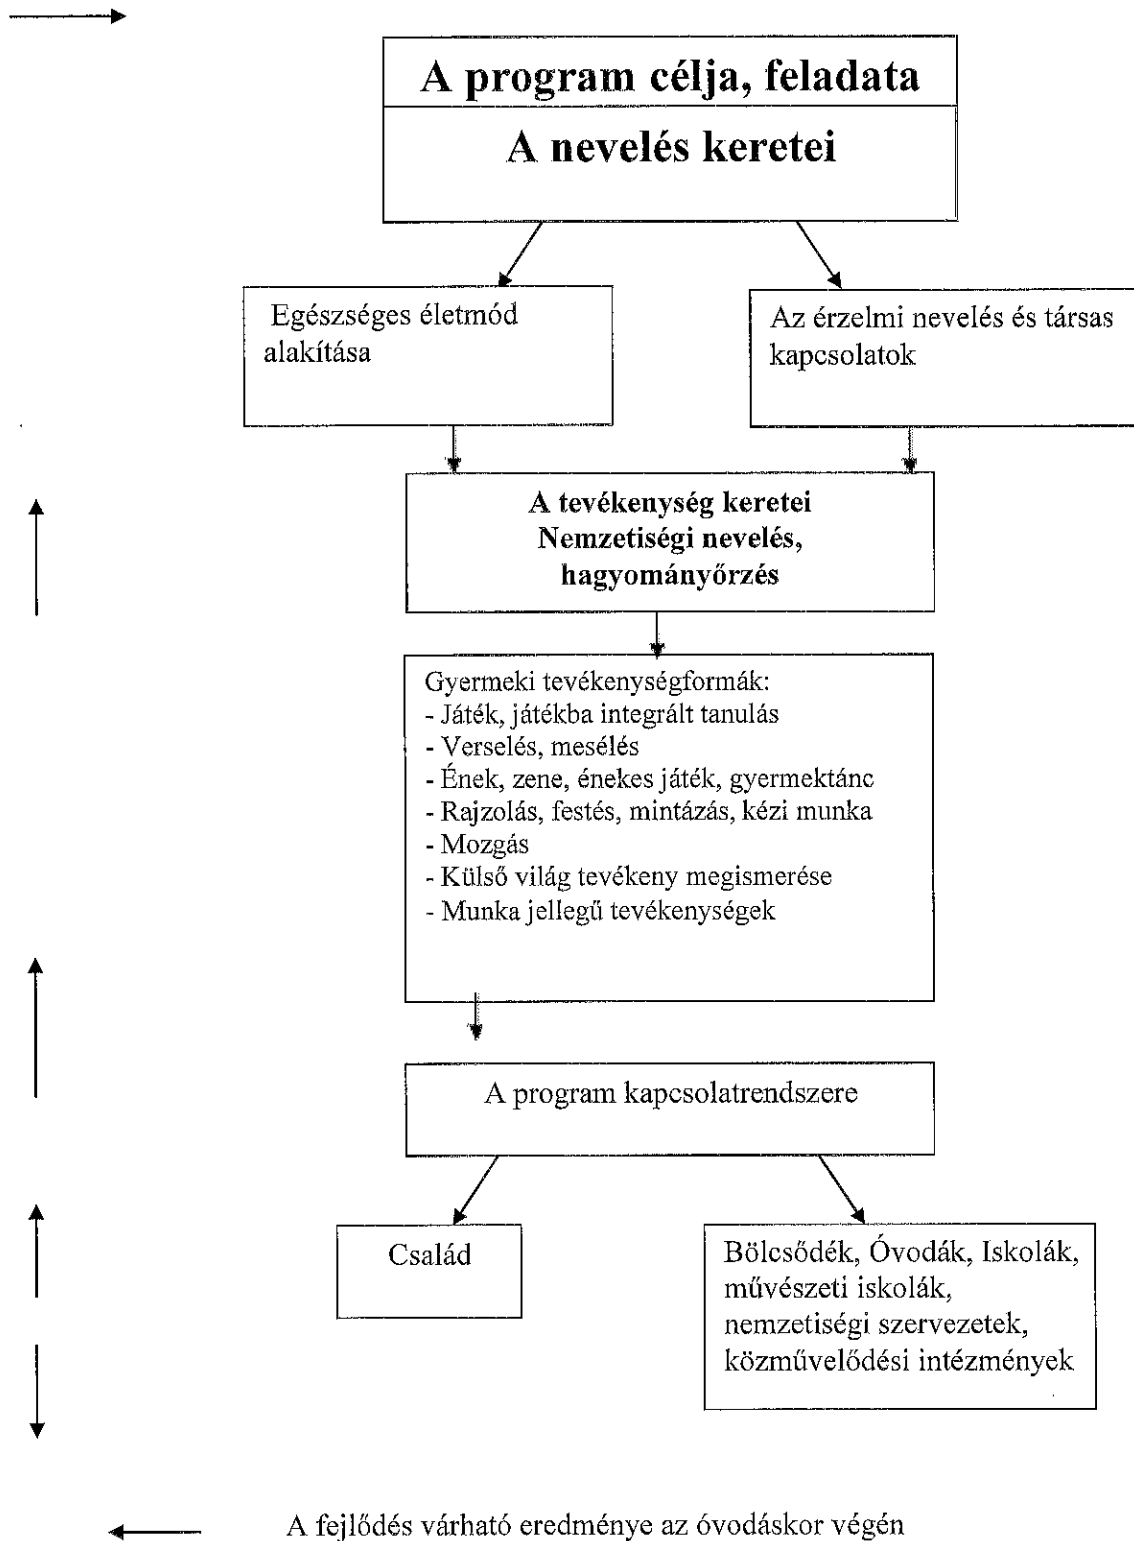 A program célja, feladata
A nevelés keretei
Egészséges életmód
alakítása
Az érzelmi nevelés és társas
kapcsolatok
A tevékenység keretei
Nemzetiségi nevelés,
hagyományőrzés
Gyermeki tevékenységformák:
- Játék, játékba integrált tanulás
- Verselés, mesélés
- Ének, zene, énekes játék, gyermektánc
- Rajzolás, festés, mintázás, kézi munka
- Mozgás
- Külső világ tevékeny megismerése
- Munka jellegű tevékenységek
A program kapcsolatrendszere
Család
Bölcsődék, Óvodák, Iskolák,
művészeti iskolák,
nemzetiségi szervezetek,
közművelődési intézmények
A fejlődés várható eredménye az óvodáskor végén